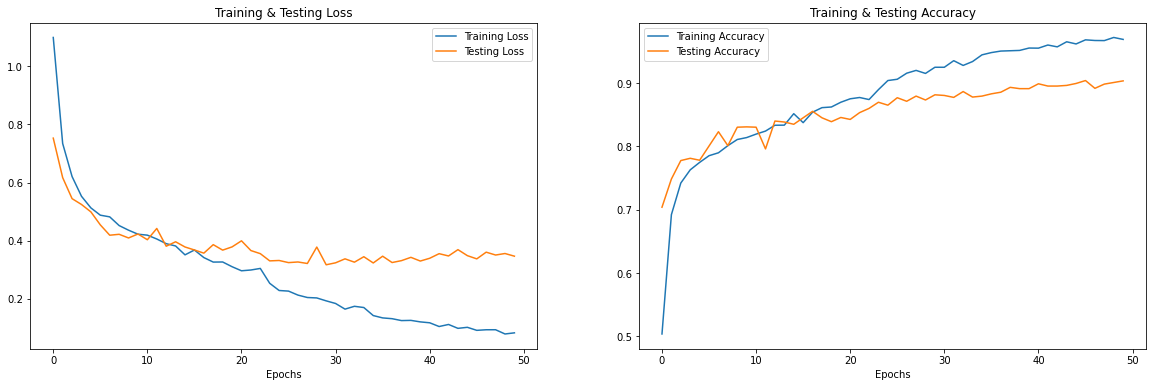 Training & Testing Loss
Training Loss
Testing Loss
1.0
0.8
0.6
0.4
0.2
0
10
20
30
40
50
Epochs
Training & Testing Accuracy
Training Accuracy
Testing Accuracy
0.9
0.8
0.7
0.6
0.5
0
10
20
30
40
50
Epochs